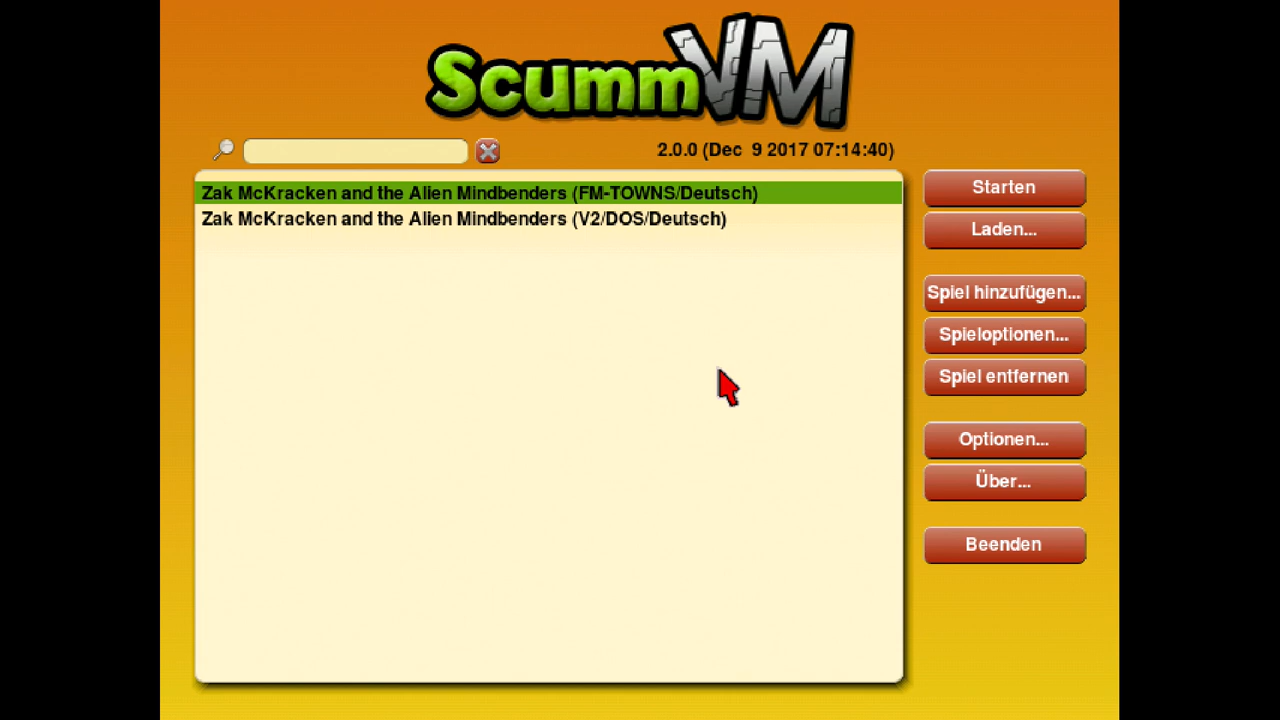 ScummVM
2.0.0 (Dec  9 2017 07:14:40)
Zak McKracken and the Alien Mindbenders (FM-TOWNS/Deutsch)
Zak McKracken and the Alien Mindbenders (V2/DOS/Deutsch)
Starten
Laden...
Spiel hinzufügen...
Spieloptionen...
Spiel entfernen
Optionen...
Über...
Beenden